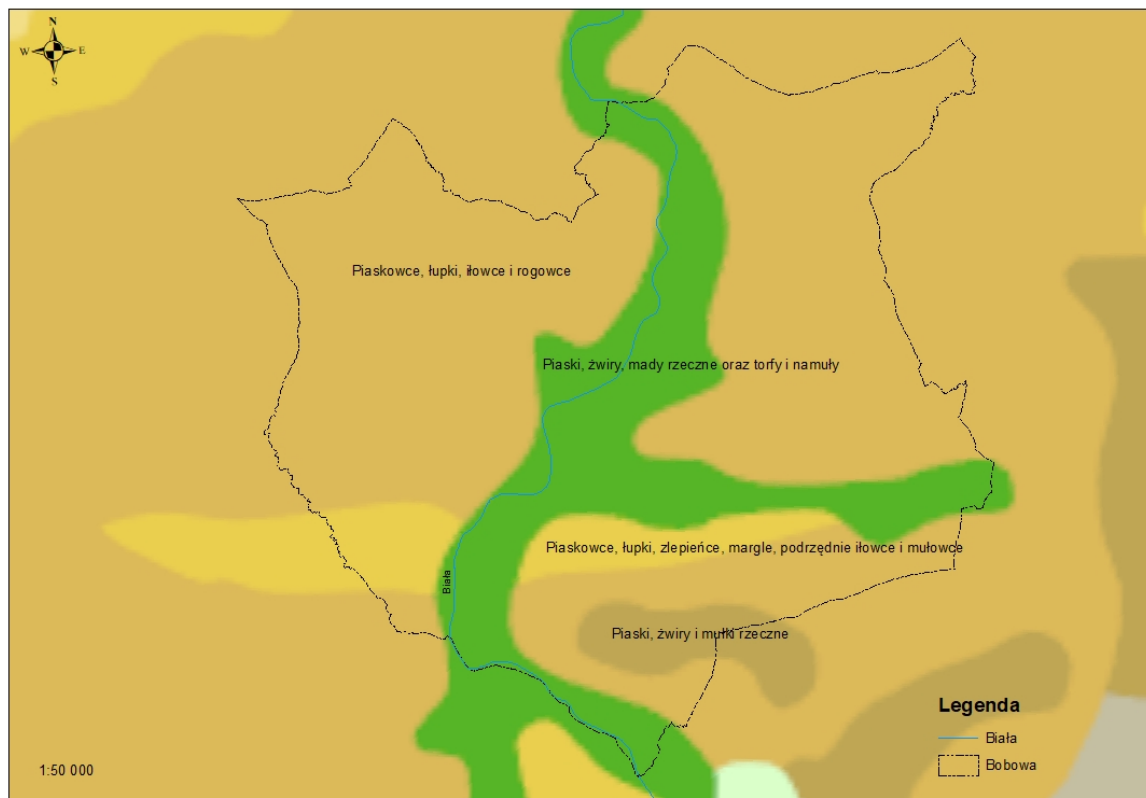 N
W E
S
Piaskowce, łupki, iłowce i rogowce
Piaski, żwiry, mady rzeczne oraz torfy i namuły
Piaskowce, łupki, zlepieńce, margle, podrzędnie iłowce i mułowce
Biała
Piaski, żwiry i mułki rzeczne
Legenda
Biała
Bobowa
1:50 000